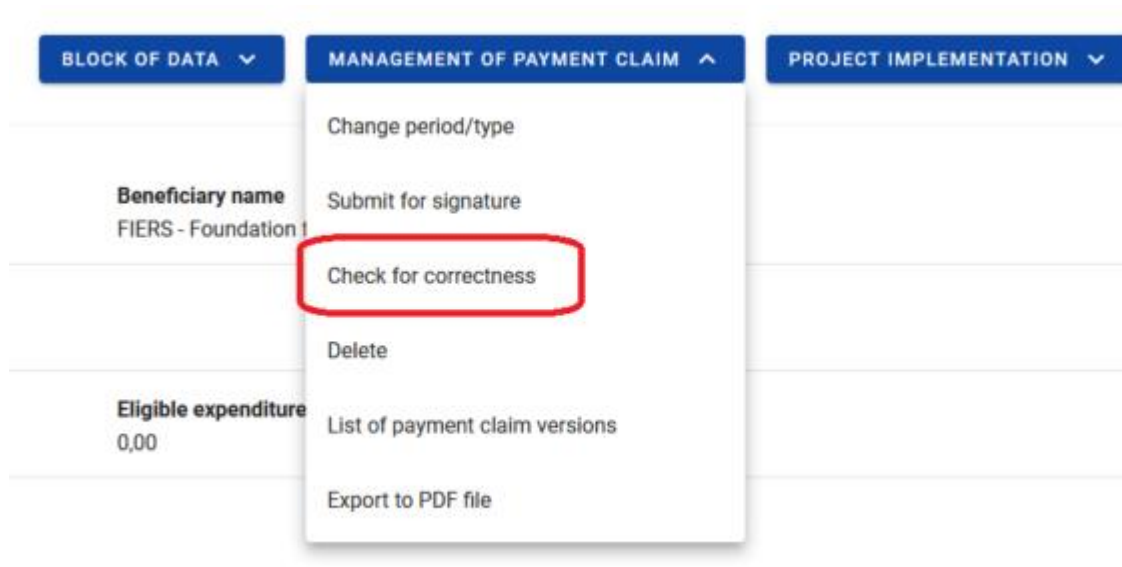 BLOCK OF DATA
MANAGEMENT OF PAYMENT CLAIM
PROJECT IMPLEMENTATION
Change period/type
Beneficiary name
Submit for signature
FIERS - Foundation
Check for correctness
Delete
Eligible expenditure
List of payment claim versions
0,00
Export to PDF file